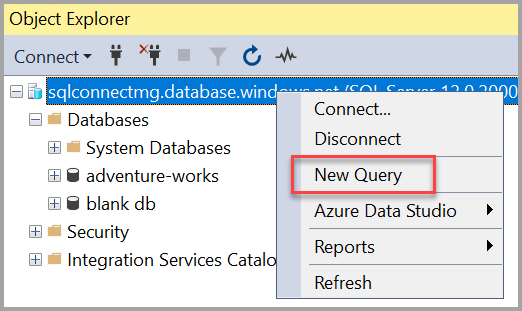 Object Explorer
Connect
sqlconnectmg.database.windows.net (SQL Server 12.0.2000
Databases
System Databases
adventure-works
blank db
Security
Integration Services Catalo
Connect...
Disconnect
New Query
Azure Data Studio
Reports
Refresh